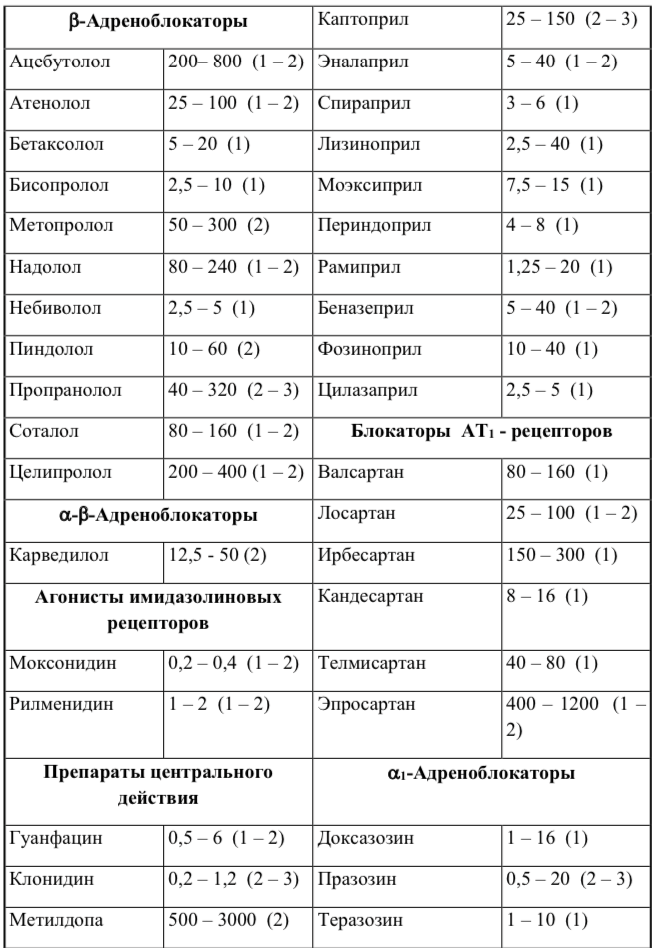 β-Адреноблокаторы Каптоприл 25 – 150 (2 – 3)
Ацебутолол 200– 800 (1 – 2) Эналаприл 5 – 40 (1 – 2)
Атенолол 25 – 100 (1 – 2) Спираприл 3 – 6 (1)
Бетаксолол 5 – 20 (1) Лизиноприл 2,5 – 40 (1)
Бисопролол 2,5 – 10 (1) Моэксиприл 7,5 – 15 (1)
Метопролол 50 – 300 (2) Периндоприл 4 – 8 (1)
Надолол 80 – 240 (1 – 2) Рамиприл 1,25 – 20 (1)
Небиволол 2,5 – 5 (1) Беназеприл 5 – 40 (1 – 2)
Пиндолол 10 – 60 (2) Фозиноприл 10 – 40 (1)
Пропранолол 40 – 320 (2 – 3) Цилазаприл 2,5 – 5 (1)
Соталол 80 – 160 (1 – 2) Блокаторы АТ₁ - рецепторов
Целипролол 200 – 400 (1 – 2) Валсартан 80 – 160 (1)
α-β-Адреноблокаторы Лосартан 25 – 100 (1 – 2)
Карведилол 12,5 - 50 (2) Ирбесартан 150 – 300 (1)
Агонисты имидазолиновых Кандесартан 8 – 16 (1)
рецепторов
Моксонидин 0,2 – 0,4 (1 – 2) Телмисартан 40 – 80 (1)
Рилменидин 1 – 2 (1 – 2) Эпросартан 400 – 1200 (1 –
2)
Препараты центрального α₁-Адреноблокаторы
действия
Гуанфацин 0,5 – 6 (1 – 2) Доксазозин 1 – 16 (1)
Клонидин 0,2 – 1,2 (2 – 3) Празозин 0,5 – 20 (2 – 3)
Метилдопа 500 – 3000 (2) Теразозин 1 – 10 (1)